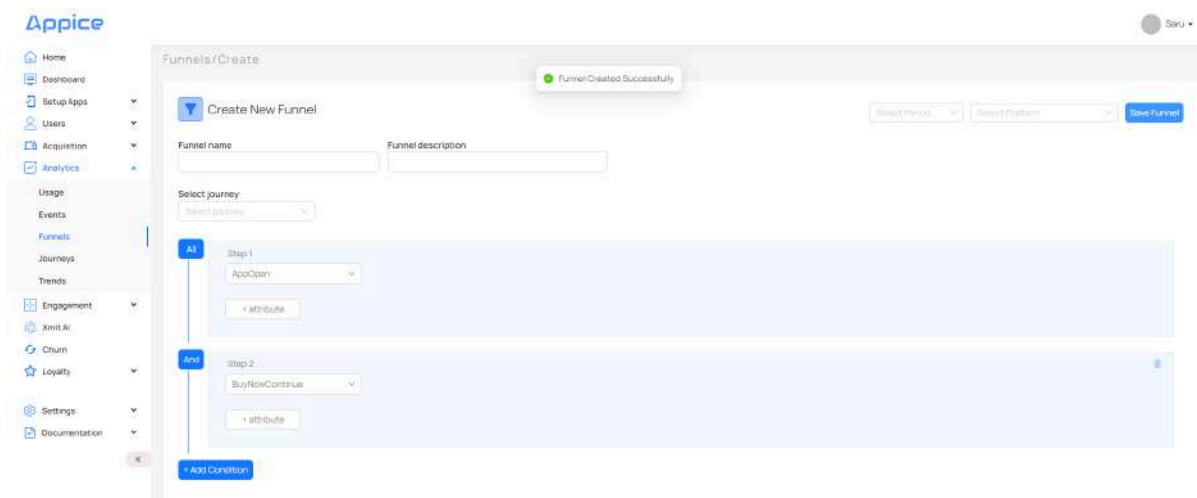 Appice
Saru
Home
Dashboard
Setup Apps
Users
Acquisition
Analytics
Usage
Events
Funnels
Journeys
Trends
Engagement
Xmit Ai
Churn
Loyalty
Settings
Documentation
Funnels/Create
Funnel Created Successfully
Create New Funnel
Select Period
Select Platform
Save Funnel
Funnel name
Funnel description
Select journey
Select journey
All
Step 1
AppOpen
+ attribute
And
Step 2
BuyNowContinue
+ attribute
+ Add Condition